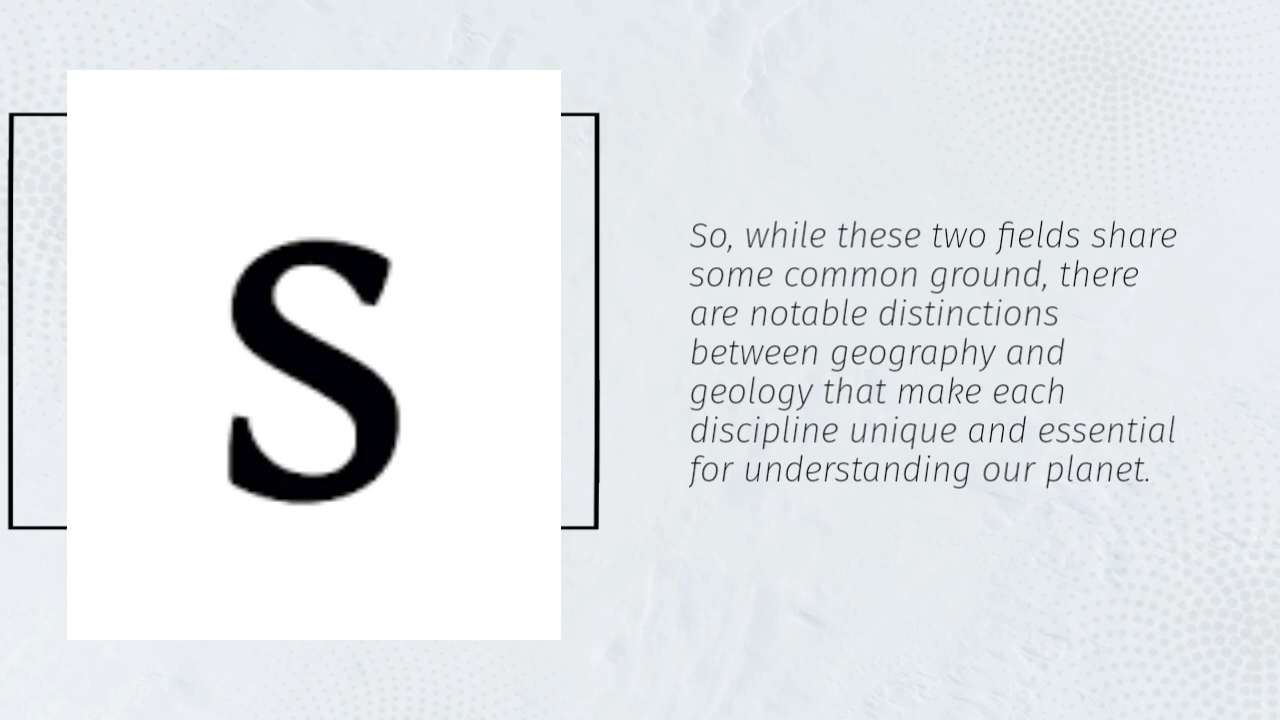 S
So, while these two fields share
some common ground, there
are notable distinctions
between geography and
geology that make each
discipline unique and essential
for understanding our planet.